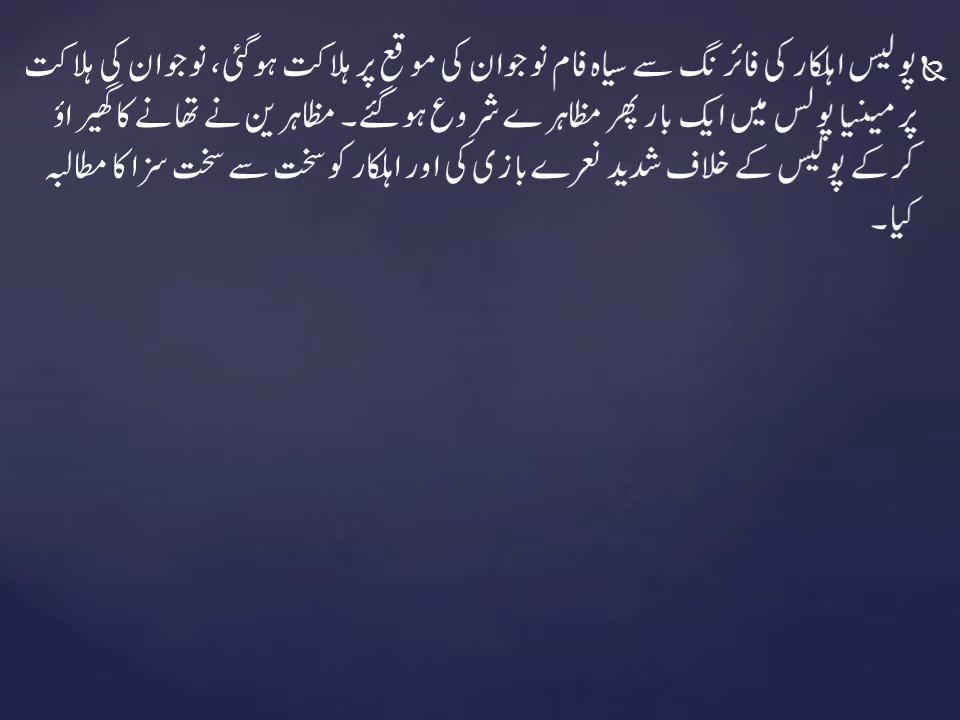 پولیس اہلکار کی فائرنگ سے سیاہ فام نوجوان کی موقع پر ہلاکت ہوگئی، نوجوان کی ہلاکت
پر مینیاپولس میں ایک بار پھر مظاہرے شروع ہوگئے۔ مظاہرین نے تھانے کا گھیراؤ
کرکے پولیس کے خلاف شدید نعرے بازی کی اور اہلکار کو سخت سے سخت سزا کا مطالبہ
کیا۔